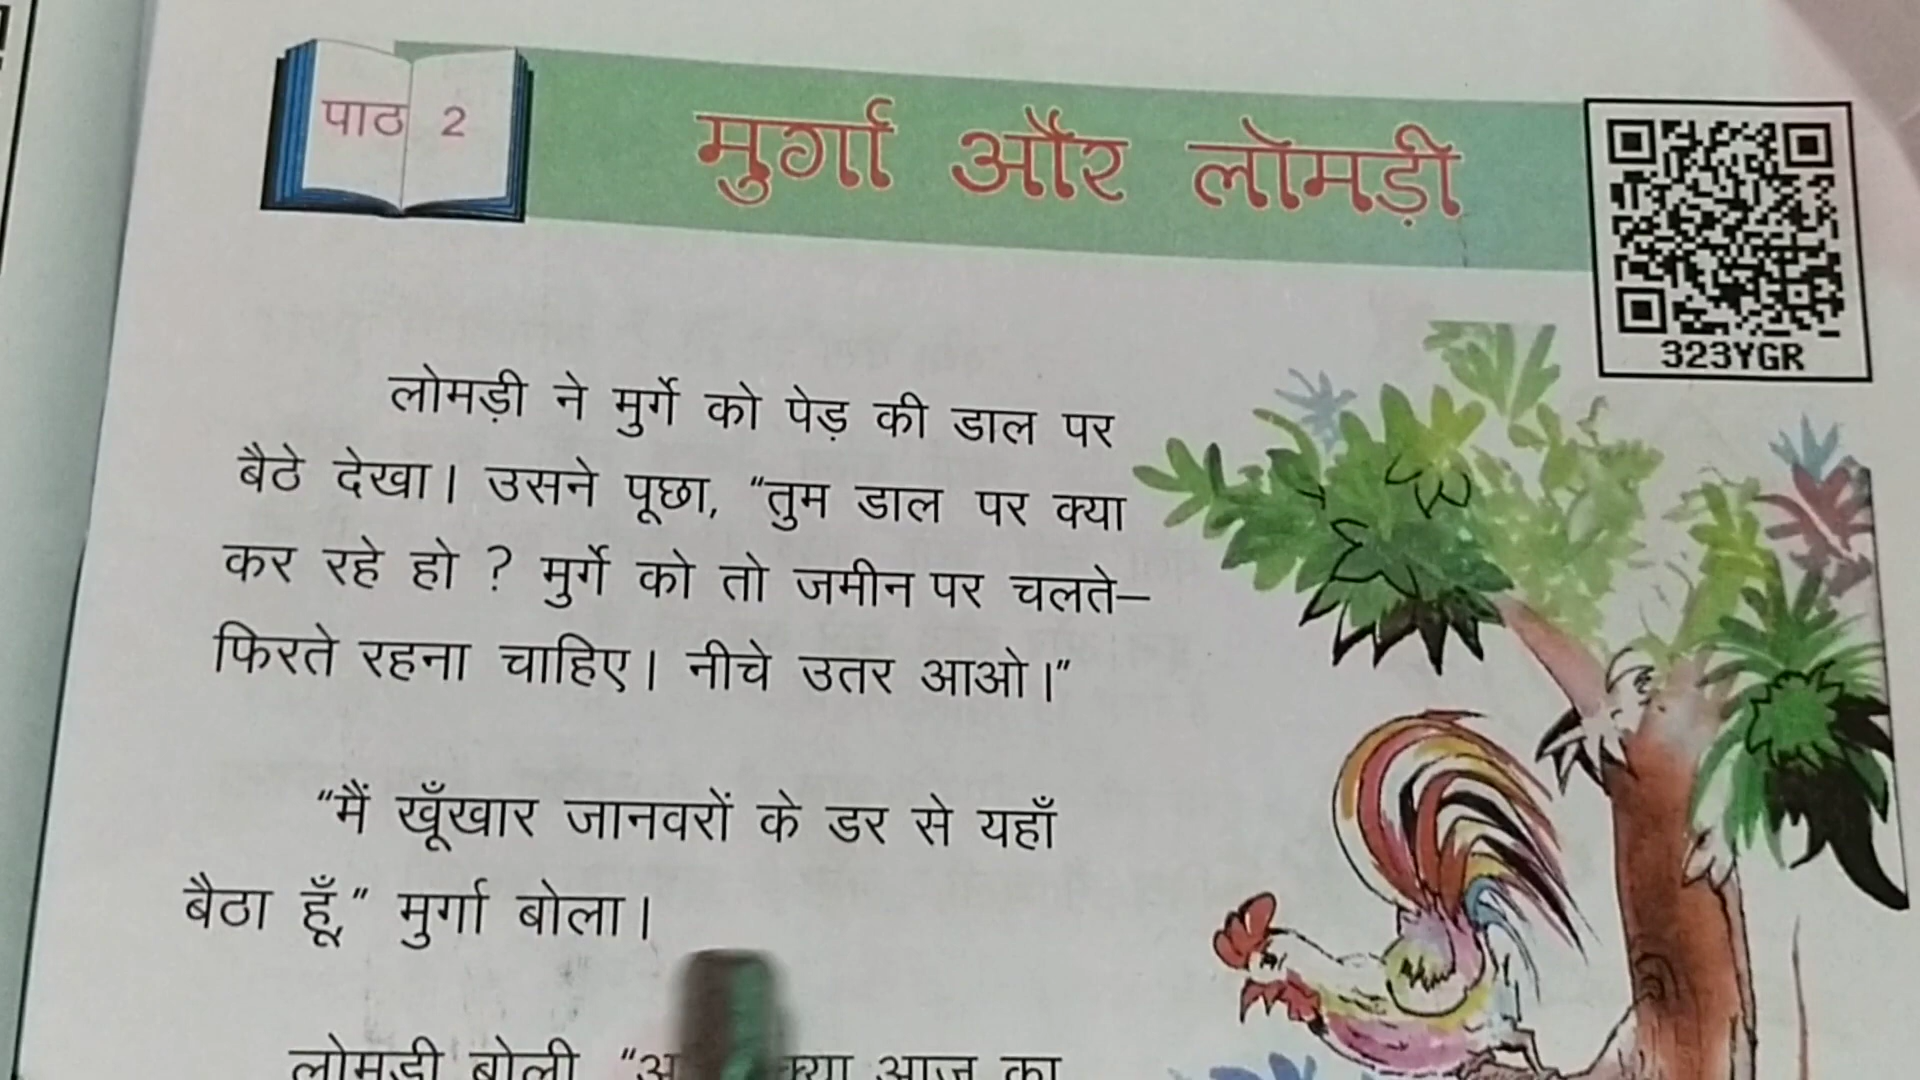 पाठ 2
मुर्गा और लोमड़ी
323YGR
लोमड़ी ने मुर्गे को पेड़ की डाल पर
बैठे देखा। उसने पूछा, “तुम डाल पर क्या
कर रहे हो ? मुर्गे को तो जमीन पर चलते–
फिरते रहना चाहिए। नीचे उतर आओ।”
“मैं खूँखार जानवरों के डर से यहाँ
बैठा हूँ,” मुर्गा बोला।
लोमड़ी बोली “ क्या आज का